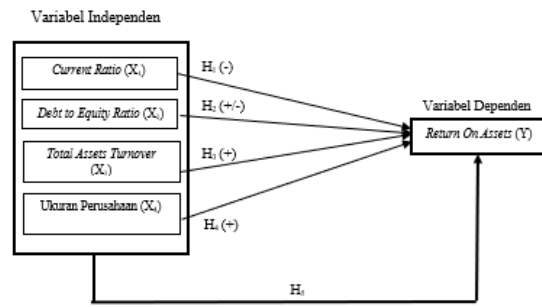 Variabel Independen
Current Ratio (X₁)
H₁ (-)
Debt to Equity Ratio (X₂)
H₂ (+/-)
Variabel Dependen
Return On Assets (Y)
Total Assets Turnover
(X₃)
H₃ (+)
Ukuran Perusahaan (X₄)
H₄ (+)
H₅